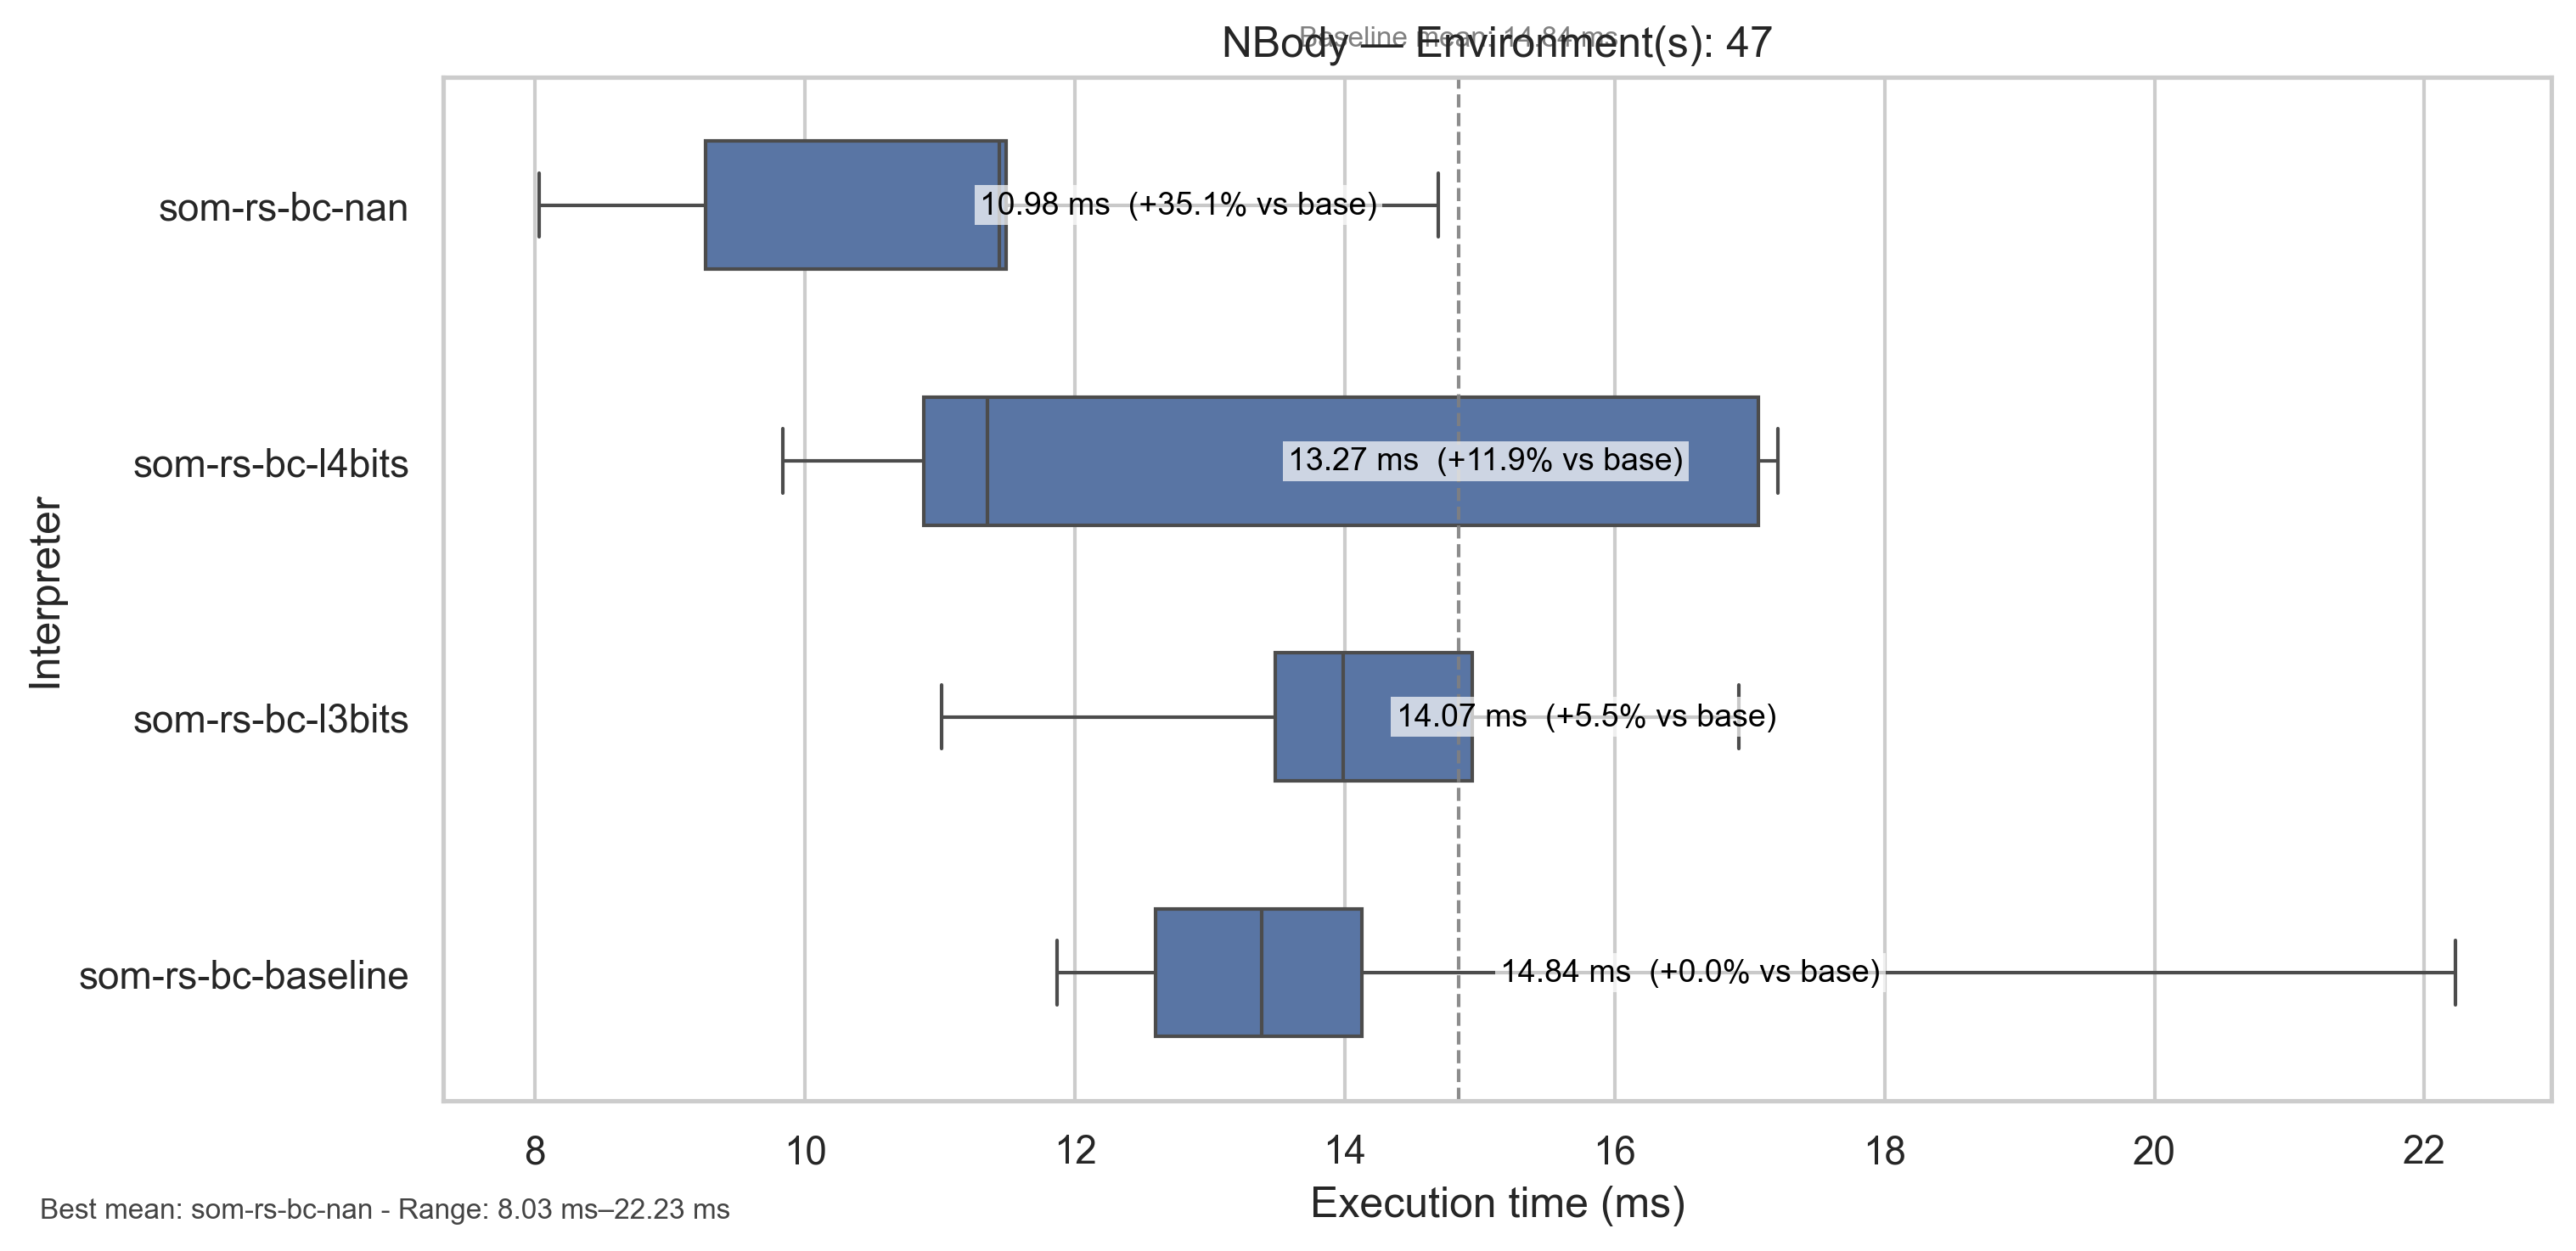 Baseline mean: 14.84 ms
NBody — Environment(s): 47
som-rs-bc-nan
10.98 ms (+35.1% vs base)
som-rs-bc-l4bits
13.27 ms (+11.9% vs base)
Interpreter
som-rs-bc-l3bits
14.07 ms (+5.5% vs base)
som-rs-bc-baseline
14.84 ms (+0.0% vs base)
8 10 12 14 16 18 20 22
Execution time (ms)
Best mean: som-rs-bc-nan - Range: 8.03 ms–22.23 ms